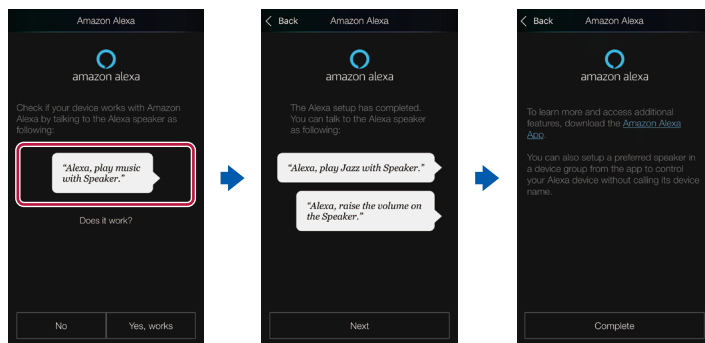 Amazon Alexa
amazon alexa
Check if your device works with Amazon
Alexa by talking to the Alexa speaker as
following:
“Alexa, play music
with Speaker.”
Does it work?
No
Yes, works
Back
Amazon Alexa
amazon alexa
The Alexa setup has completed.
You can talk to the Alexa speaker
as following:
“Alexa, play Jazz with Speaker.”
“Alexa, raise the volume on
the Speaker.”
Next
Back
Amazon Alexa
amazon alexa
To learn more and access additional
features, download the Amazon Alexa
App.
You can also setup a preferred speaker in
a device group from the app to control
your Alexa device without calling its device
name.
Complete